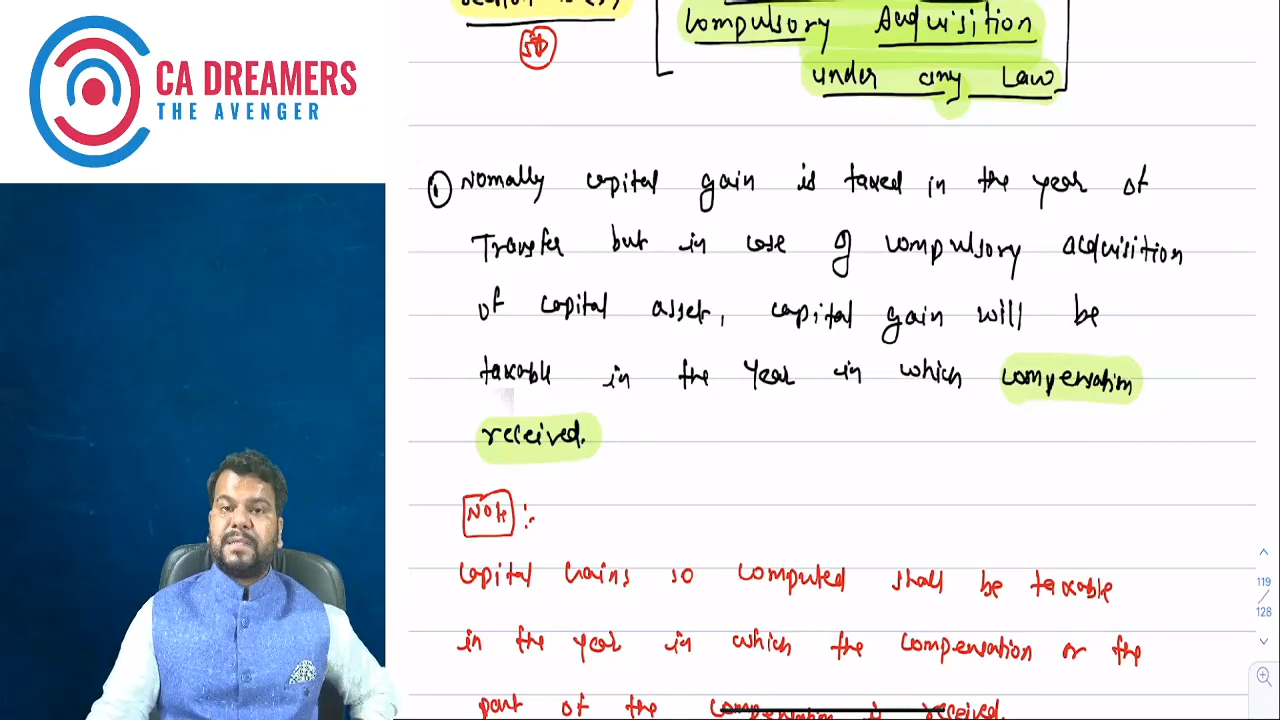 CA DREAMERS
THE AVENGER
Compulsory Acquisition
under any Law
① Normally capital gain is taxed in the year of
Transfer but in case of compulsory acquisition
of capital asset, capital gain will be
taxable in the year in which compensation
received.
Note :-
Capital Gains so computed shall be taxable
in the year in which the compensation or the
part of the compensation is received.
119
/
128